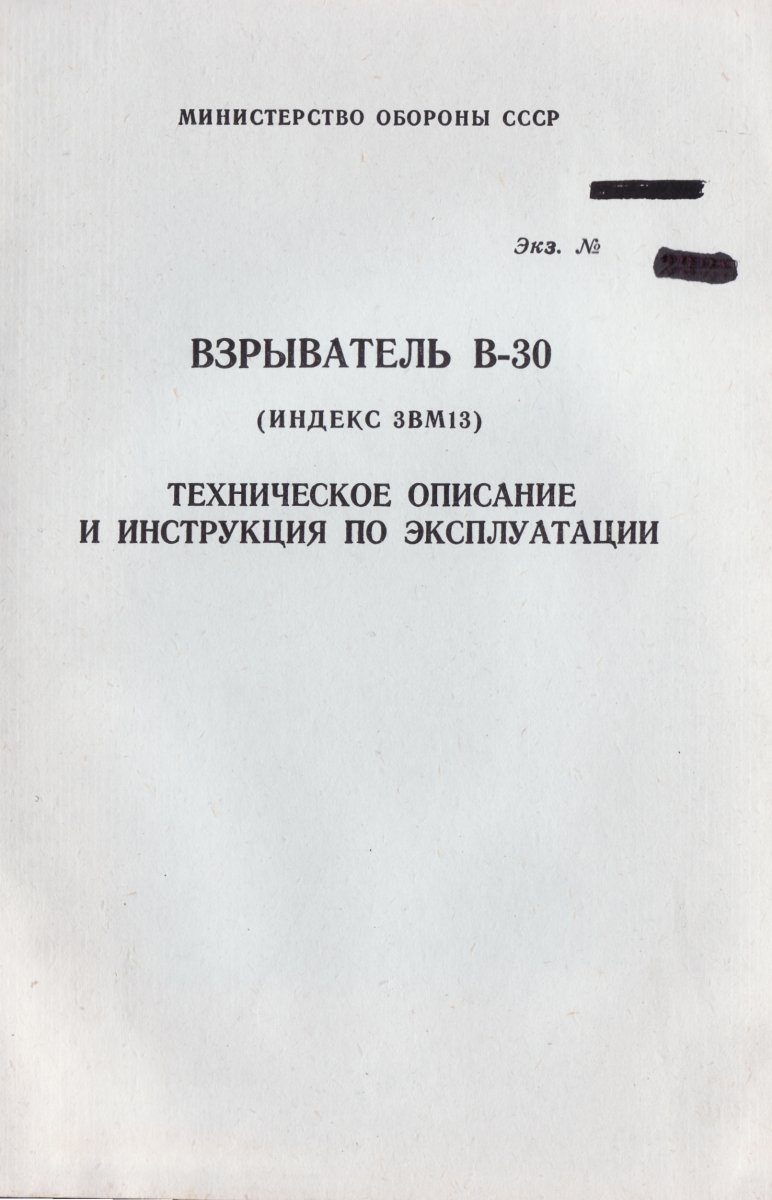 МИНИСТЕРСТВО ОБОРОНЫ СССР
Экз. №
ВЗРЫВАТЕЛЬ В-30
(ИНДЕКС 3ВМ13)
ТЕХНИЧЕСКОЕ ОПИСАНИЕ
И ИНСТРУКЦИЯ ПО ЭКСПЛУАТАЦИИ